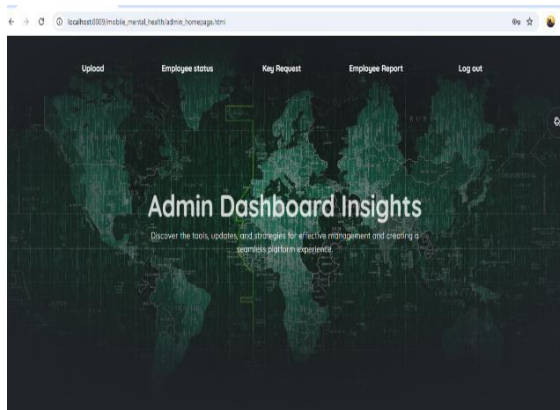 localhost:8089/mobile_mental_health/admin_homepage.html
Upload Employee status Key Request Employee Report Log out
Admin Dashboard Insights
Discover the tools, updates, and strategies for effective management and creating a
seamless platform experience.